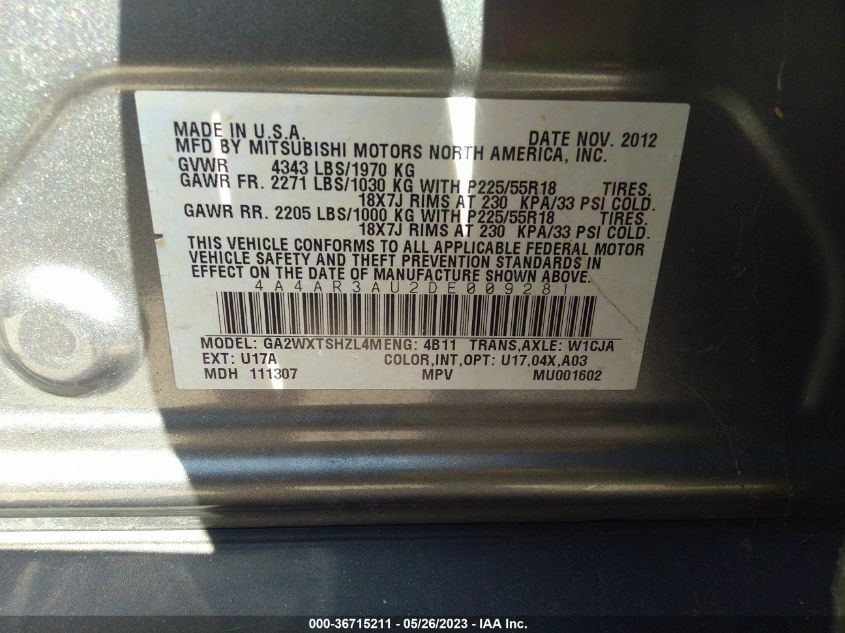 MADE IN U.S.A. DATE NOV. 2012
MFD BY MITSUBISHI MOTORS NORTH AMERICA, INC.
GVWR 4343 LBS/1970 KG
GAWR FR. 2271 LBS/1030 KG WITH P225/55R18 TIRES.
18X7J RIMS AT 230 KPA/33 PSI COLD.
GAWR RR. 2205 LBS/1000 KG WITH P225/55R18 TIRES.
18X7J RIMS AT 230 KPA/33 PSI COLD.
THIS VEHICLE CONFORMS TO ALL APPLICABLE FEDERAL MOTOR
VEHICLE SAFETY AND THEFT PREVENTION STANDARDS IN
EFFECT ON THE DATE OF MANUFACTURE SHOWN ABOVE.
4A4AR3AU2DE009281
MODEL: GA2WXTSHZL4MENG: 4B11 TRANS,AXLE: W1CJA
EXT: U17A COLOR,INT,OPT: U17,04X,A03
MDH 111307 MPV MU001602
000-36715211 - 05/26/2023 - IAA Inc.